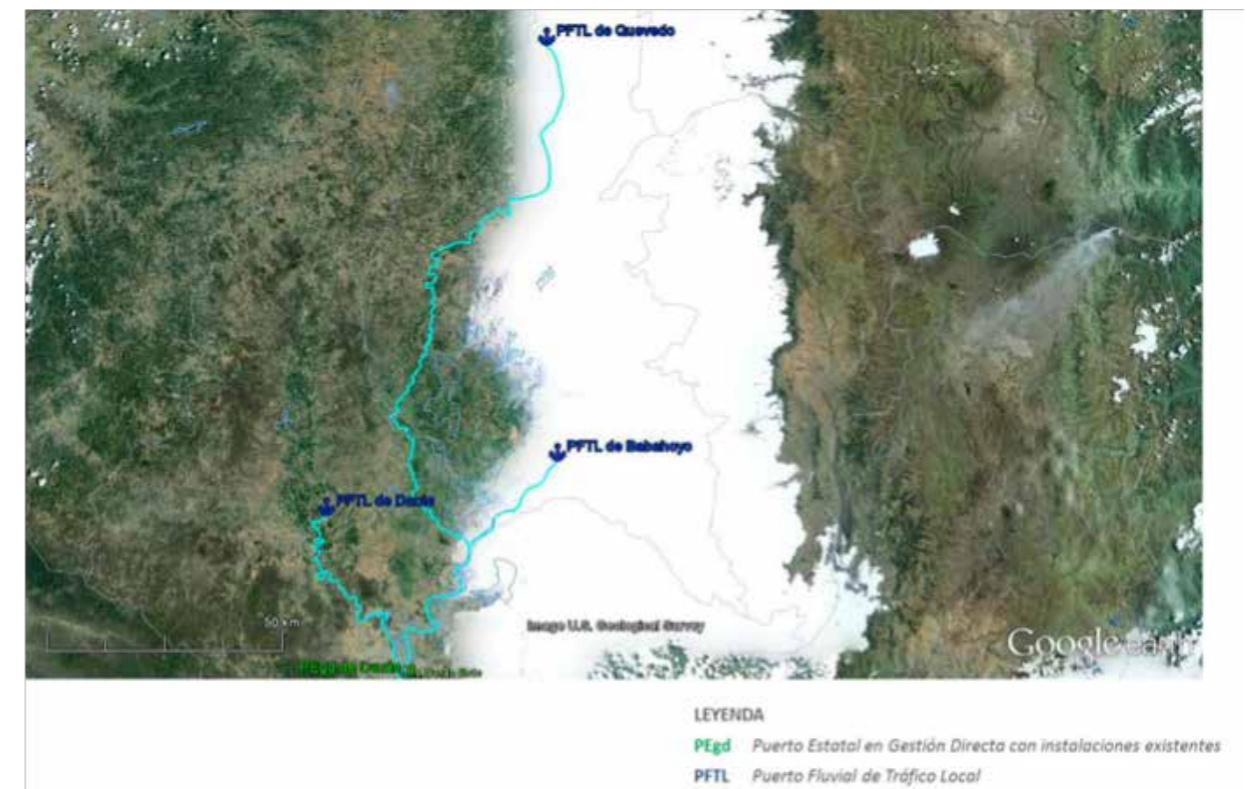 PFTL de Quevedo
PFTL de Babahoyo
PFTL de Daule
50 km
Image U.S. Geological Survey
Google earth
LEYENDA
PEgd Puerto Estatal en Gestión Directa con instalaciones existentes
PFTL Puerto Fluvial de Tráfico Local